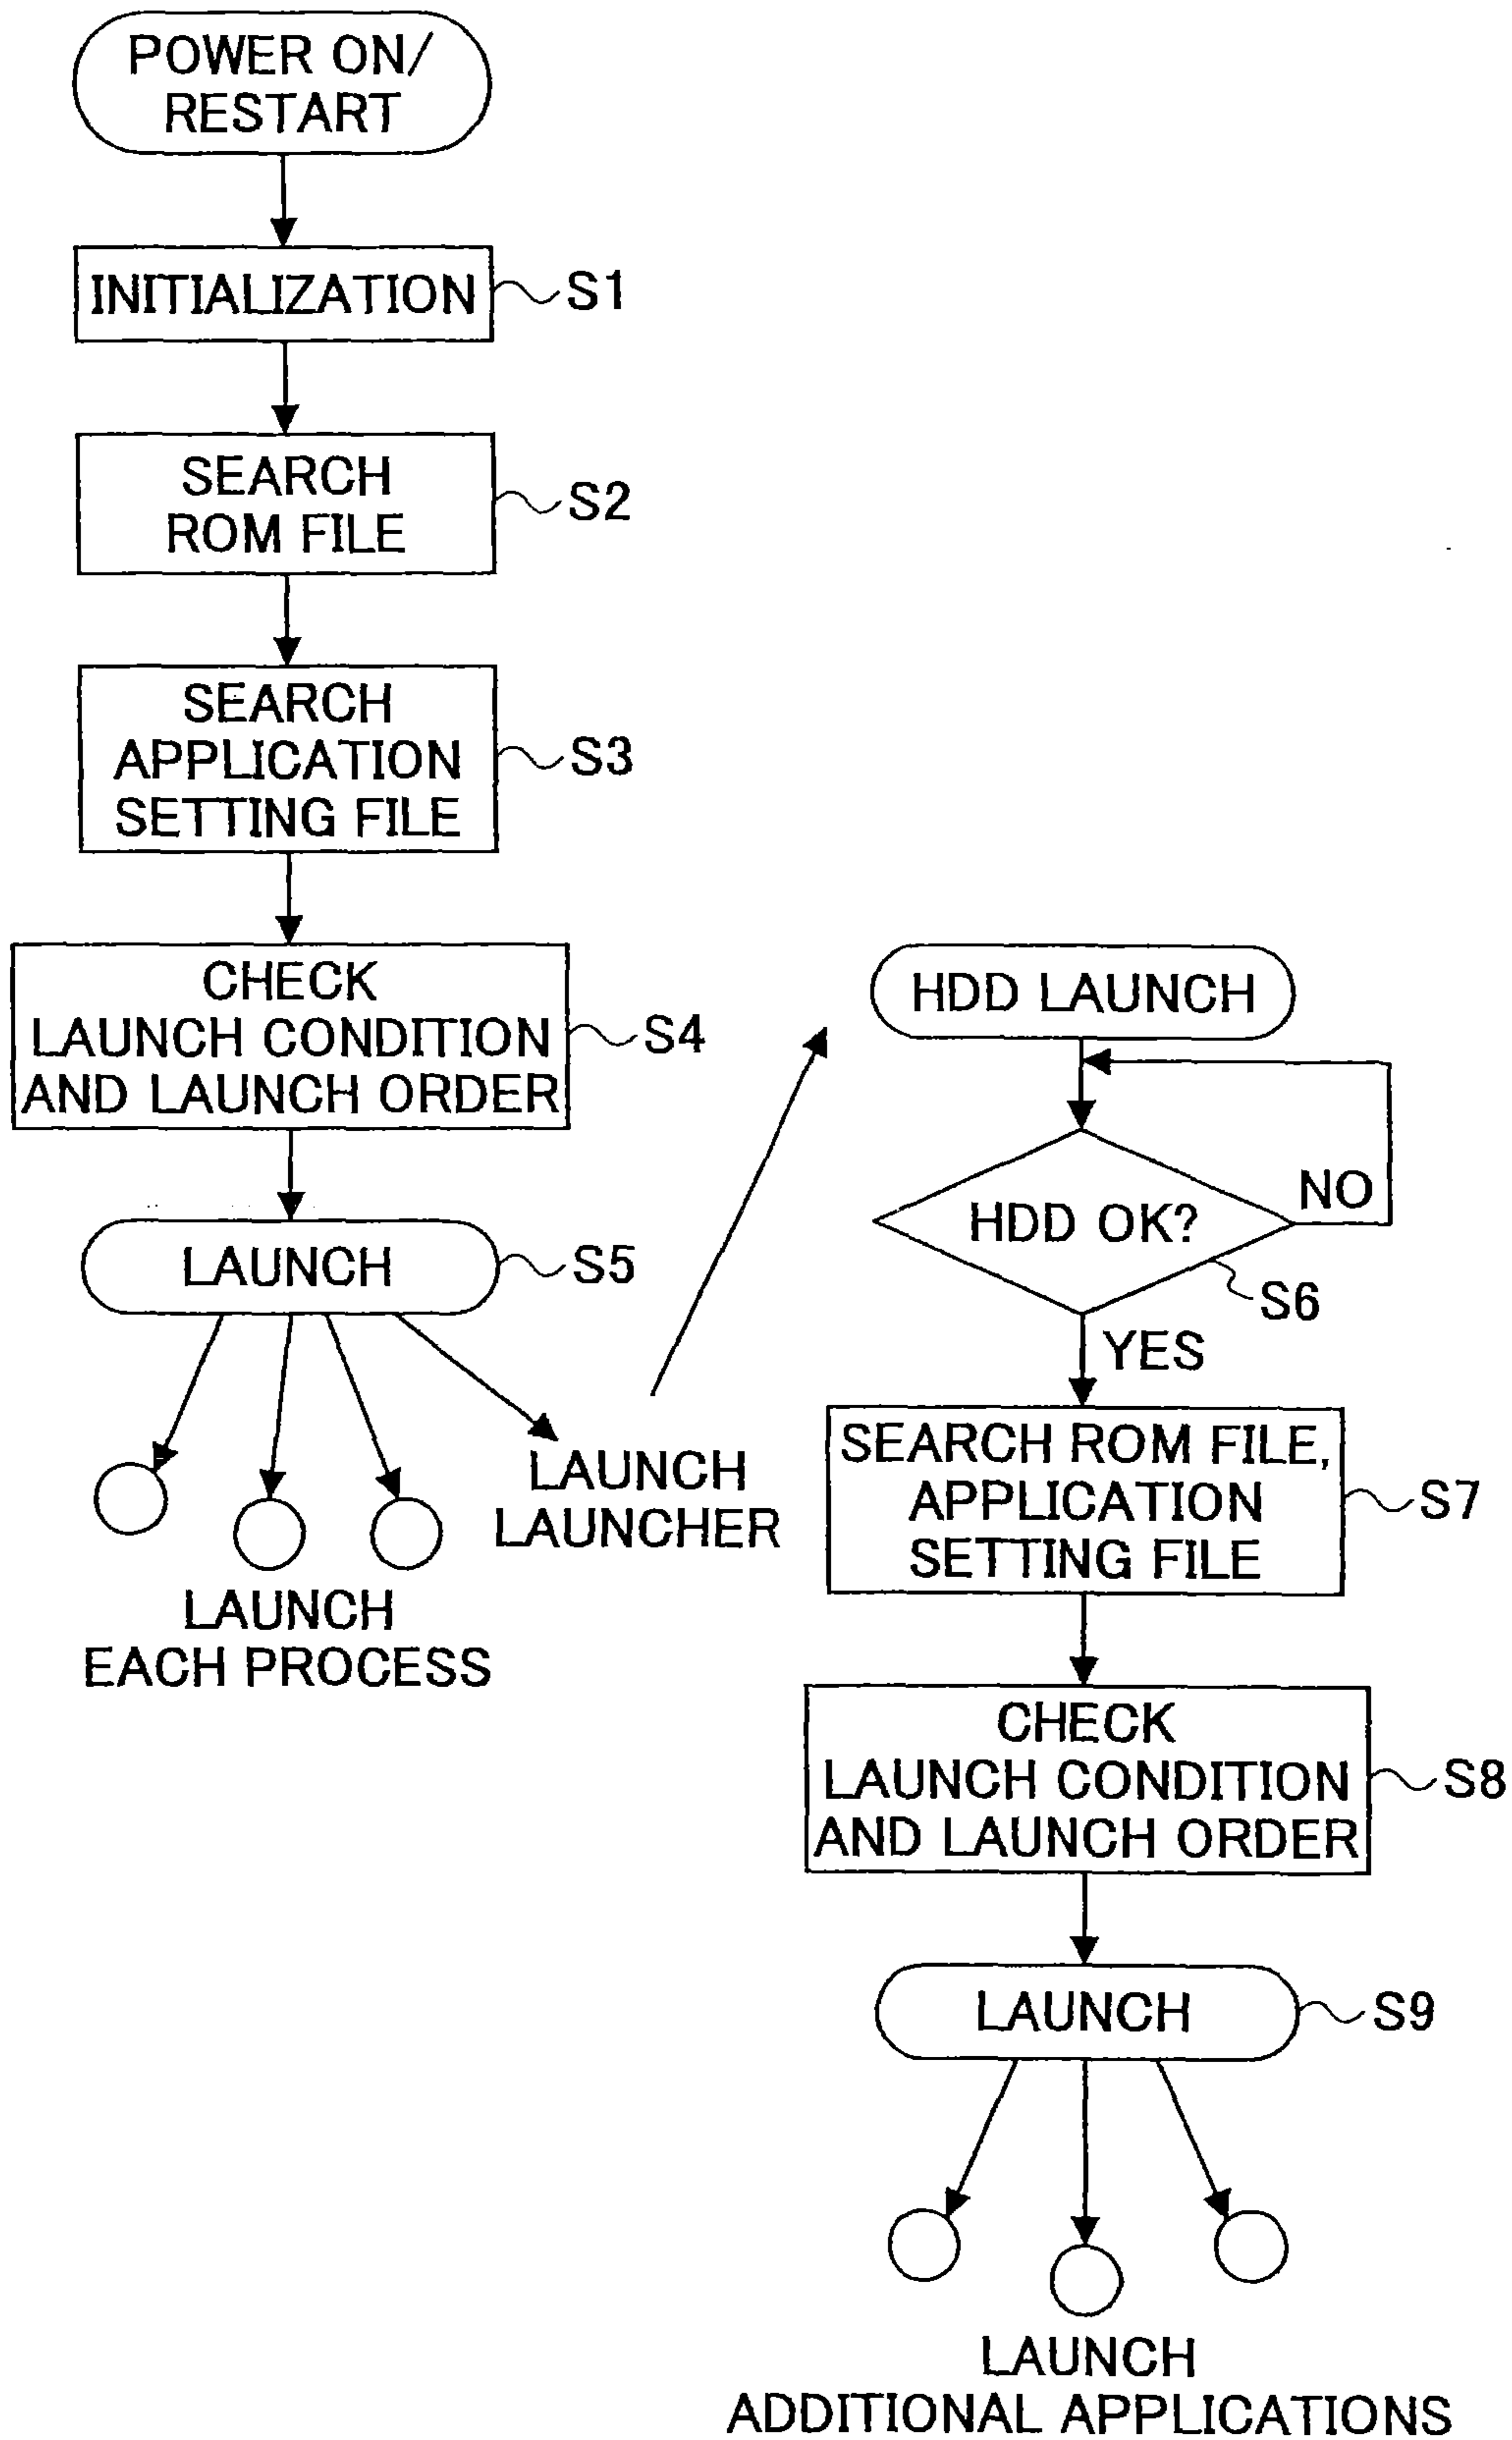 POWER ON/
RESTART
INITIALIZATION
S1
SEARCH
ROM FILE
S2
SEARCH
APPLICATION
SETTING FILE
S3
CHECK
LAUNCH CONDITION
AND LAUNCH ORDER
S4
LAUNCH
S5
LAUNCH
LAUNCHER
LAUNCH
EACH PROCESS
HDD LAUNCH
HDD OK?
NO
S6
YES
SEARCH ROM FILE,
APPLICATION
SETTING FILE
S7
CHECK
LAUNCH CONDITION
AND LAUNCH ORDER
S8
LAUNCH
S9
LAUNCH
ADDITIONAL APPLICATIONS